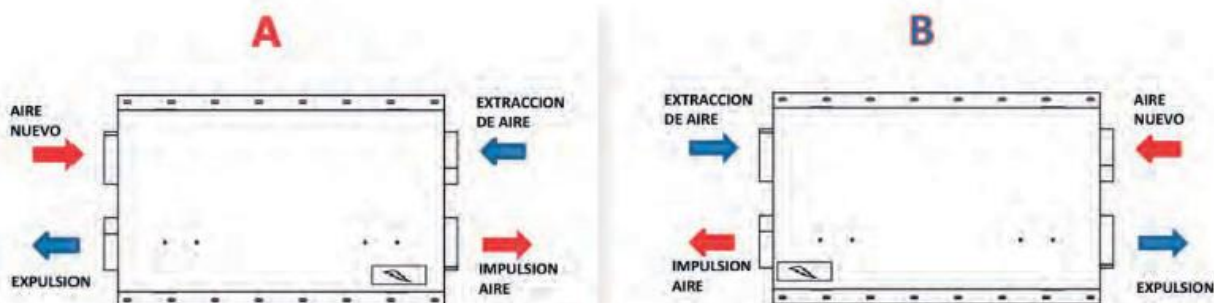 A
AIRE
NUEVO
EXTRACCION
DE AIRE
EXPULSION
IMPULSION
AIRE
B
EXTRACCION
DE AIRE
AIRE
NUEVO
IMPULSION
AIRE
EXPULSION